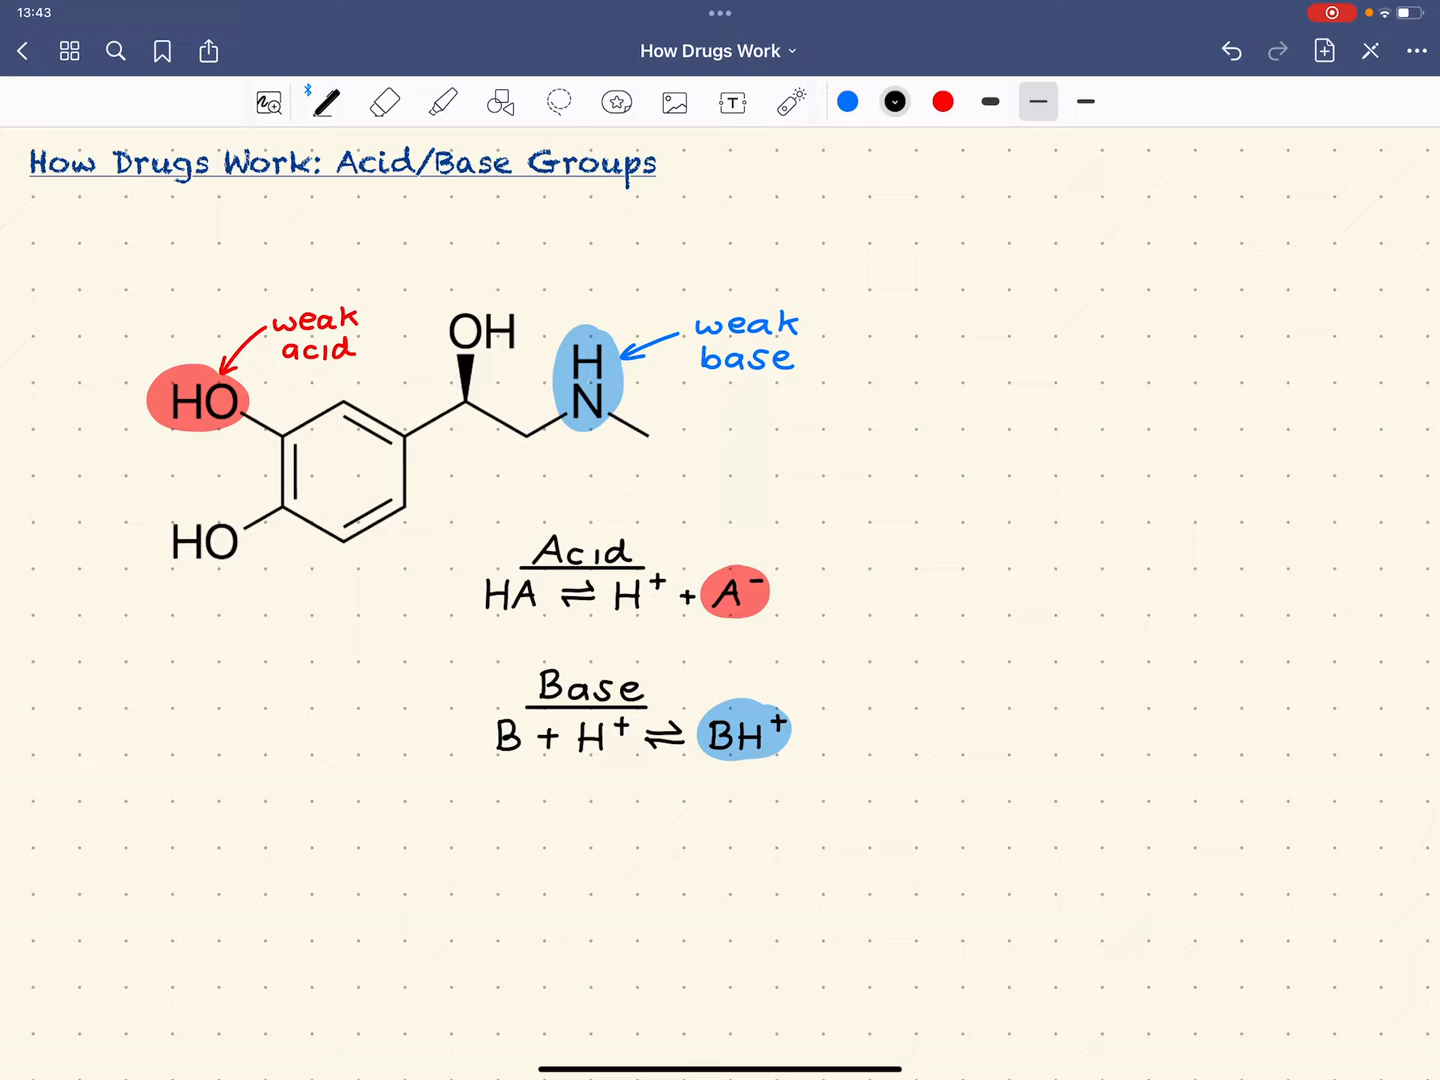 13:43
How Drugs Work
T
How Drugs Work: Acid/Base Groups
weak
acid
OH
weak
base
H
N
HO
HO
Acid
HA ⇌ H⁺ + A⁻
Base
B + H⁺ ⇌ BH⁺